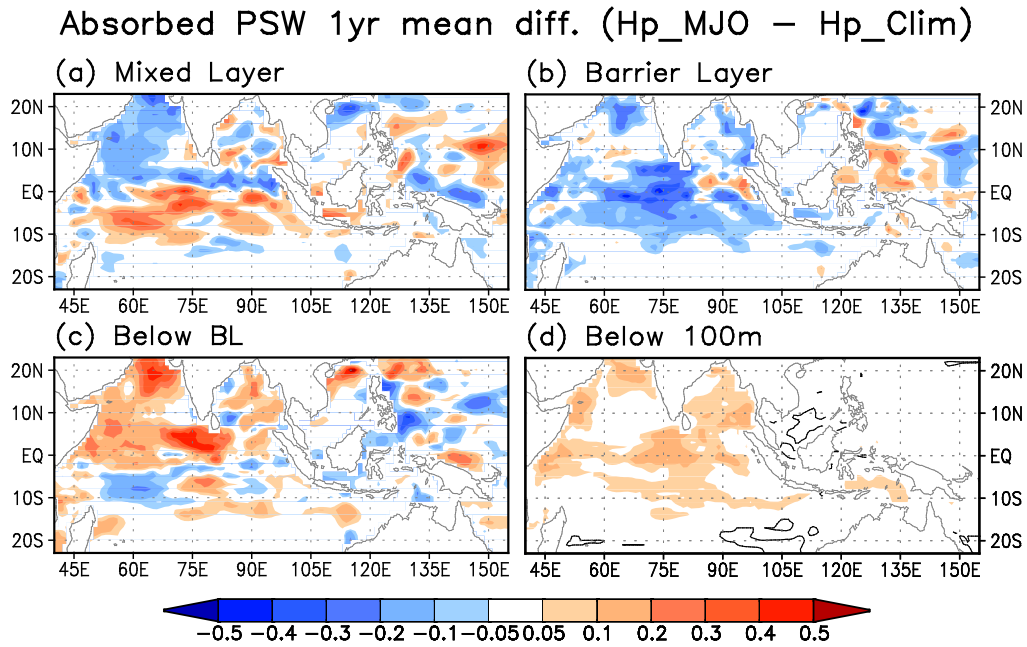 Absorbed PSW 1yr mean diff. (Hp_MJO − Hp_Clim)
(a) Mixed Layer
(b) Barrier Layer
20N
10N
EQ
10S
20S
45E 60E 75E 90E 105E 120E 135E 150E
20N
10N
EQ
10S
20S
45E 60E 75E 90E 105E 120E 135E 150E
(c) Below BL
(d) Below 100m
20N
10N
EQ
10S
20S
45E 60E 75E 90E 105E 120E 135E 150E
20N
10N
EQ
10S
20S
45E 60E 75E 90E 105E 120E 135E 150E
−0.5 −0.4 −0.3 −0.2 −0.1 −0.05 0.05 0.1 0.2 0.3 0.4 0.5